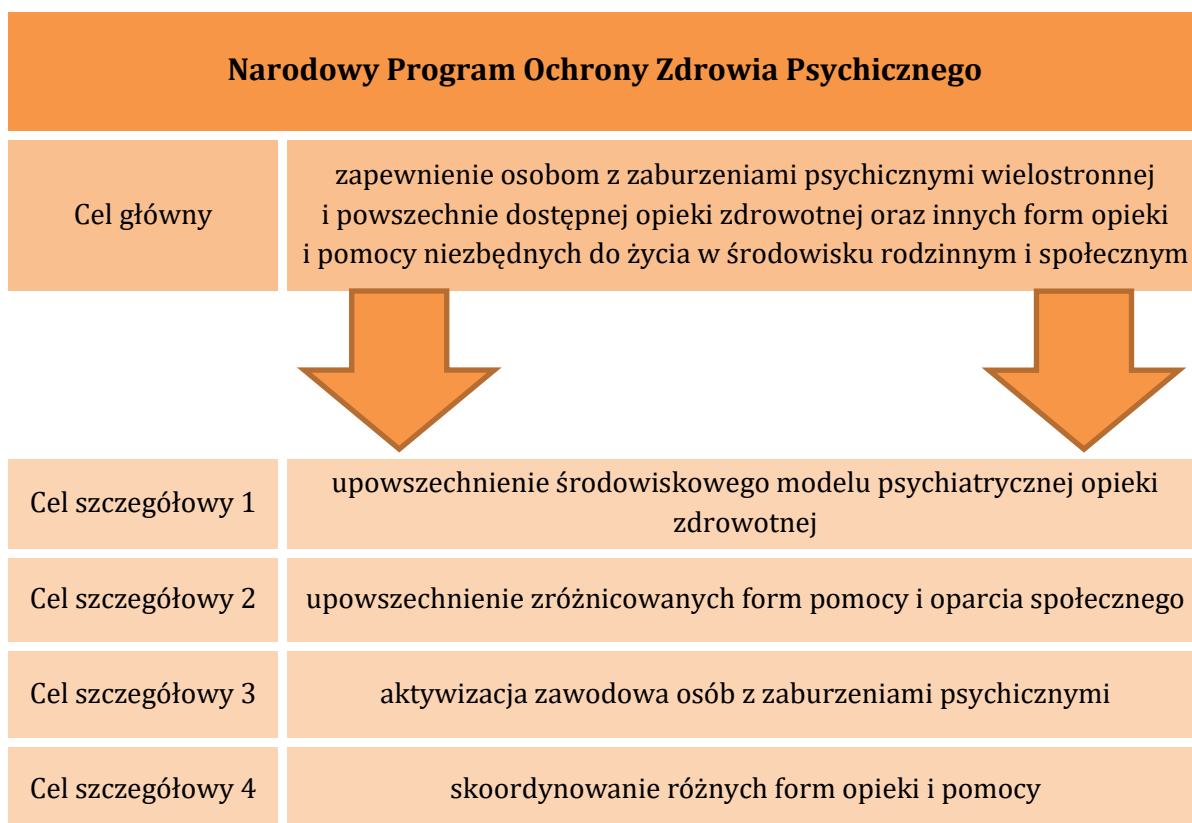 Narodowy Program Ochrony Zdrowia Psychicznego
Cel główny
zapewnienie osobom z zaburzeniami psychicznymi wielostronnej
i powszechnie dostępnej opieki zdrowotnej oraz innych form opieki
i pomocy niezbędnych do życia w środowisku rodzinnym i społecznym
Cel szczegółowy 1
upowszechnienie środowiskowego modelu psychiatrycznej opieki
zdrowotnej
Cel szczegółowy 2
upowszechnienie zróżnicowanych form pomocy i oparcia społecznego
Cel szczegółowy 3
aktywizacja zawodowa osób z zaburzeniami psychicznymi
Cel szczegółowy 4
skoordynowanie różnych form opieki i pomocy